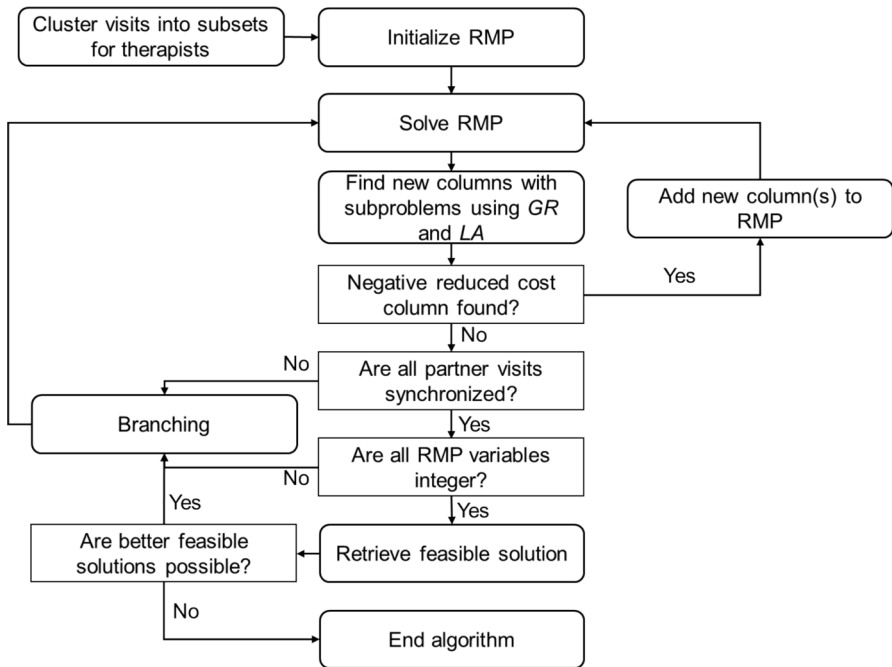 Cluster visits into subsets
for therapists
Initialize RMP
Solve RMP
Find new columns with
subproblems using GR
and LA
Add new column(s) to
RMP
Negative reduced cost
column found?
Yes
No
Are all partner visits
synchronized?
No
Yes
Branching
Are all RMP variables
integer?
No
Yes
Retrieve feasible solution
Are better feasible
solutions possible?
Yes
No
End algorithm